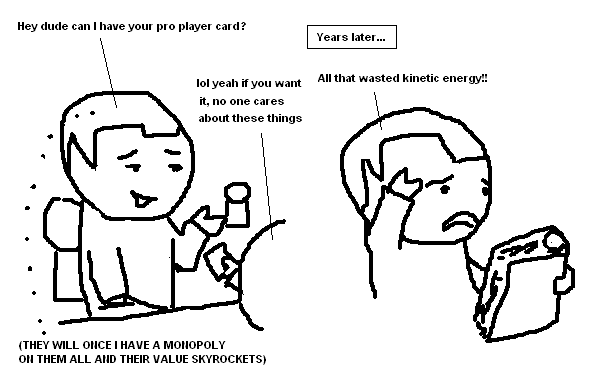 Hey dude can I have your pro player card?
lol yeah if you want
it, no one cares
about these things
(THEY WILL ONCE I HAVE A MONOPOLY
ON THEM ALL AND THEIR VALUE SKYROCKETS)
Years later...
All that wasted kinetic energy!!